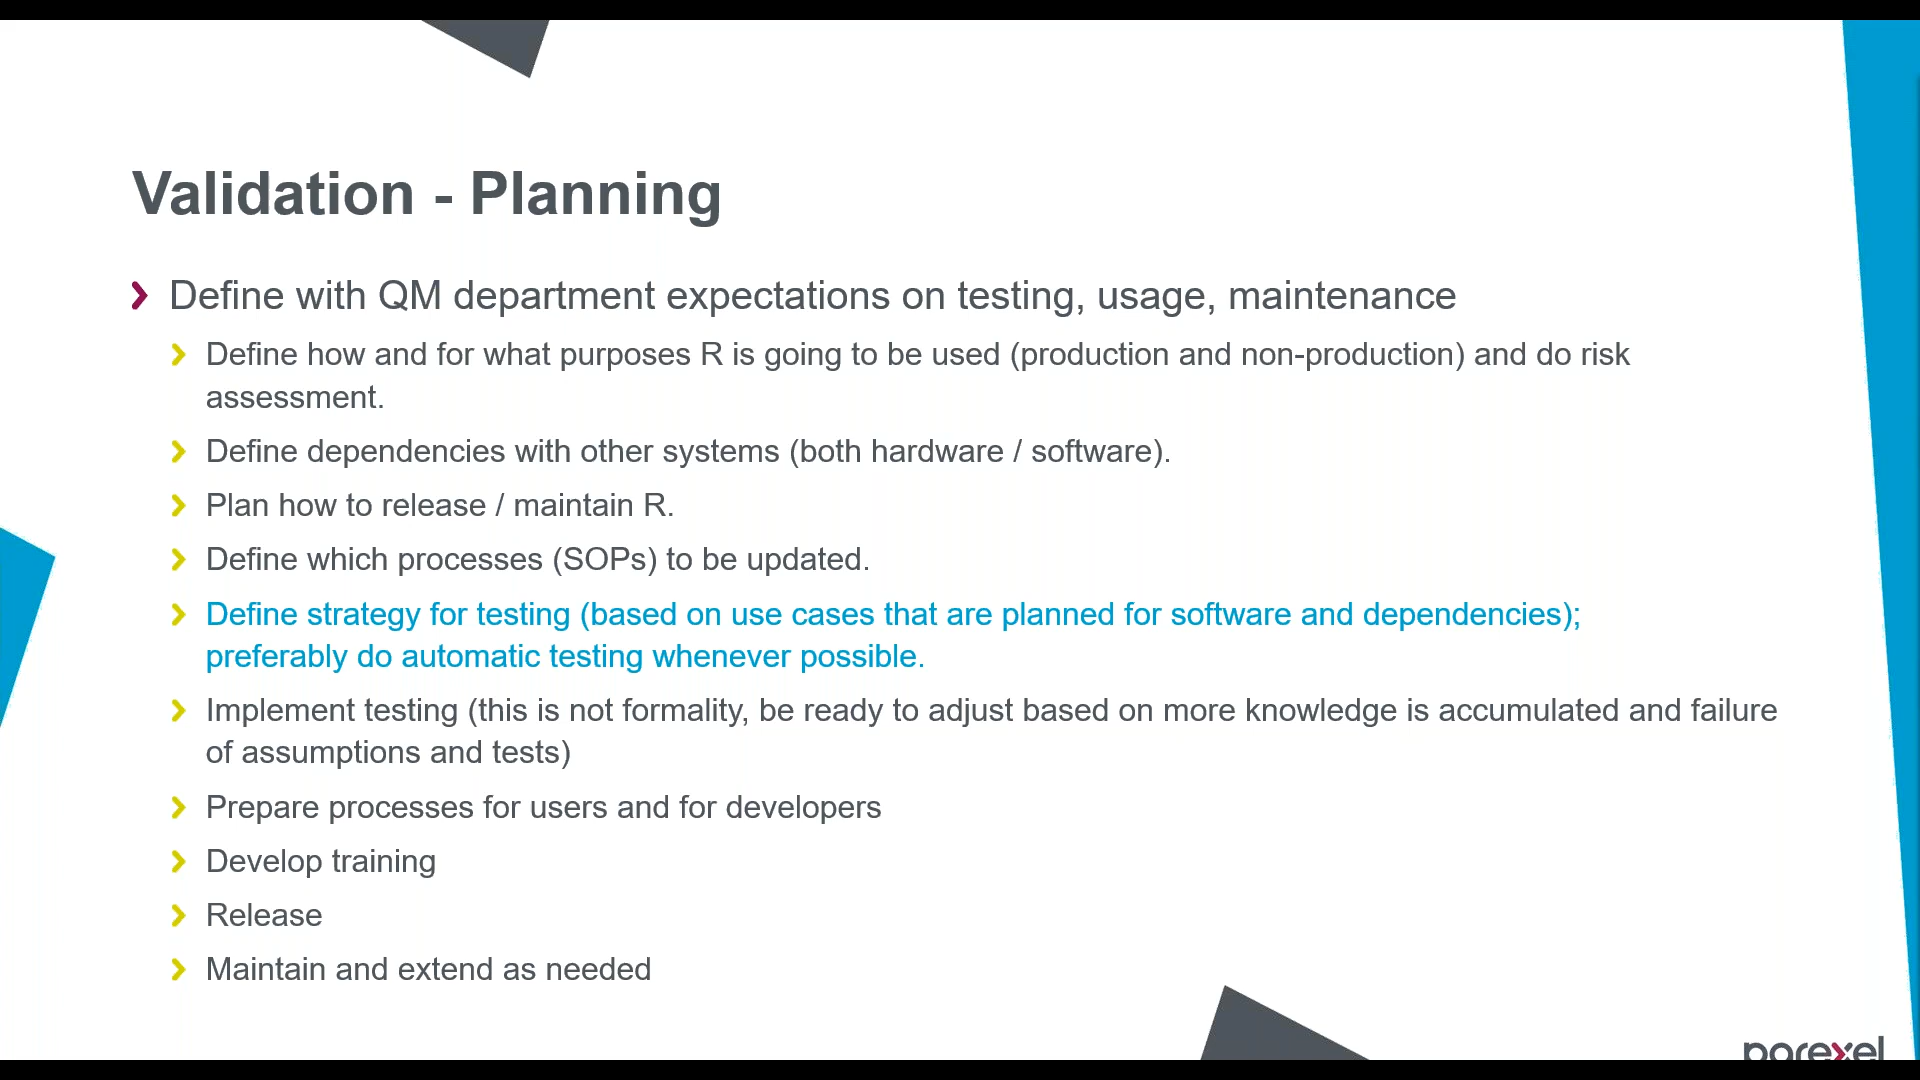 Validation - Planning
Define with QM department expectations on testing, usage, maintenance
Define how and for what purposes R is going to be used (production and non-production) and do risk
assessment.
Define dependencies with other systems (both hardware / software).
Plan how to release / maintain R.
Define which processes (SOPs) to be updated.
Define strategy for testing (based on use cases that are planned for software and dependencies);
preferably do automatic testing whenever possible.
Implement testing (this is not formality, be ready to adjust based on more knowledge is accumulated and failure
of assumptions and tests)
Prepare processes for users and for developers
Develop training
Release
Maintain and extend as needed
parexel